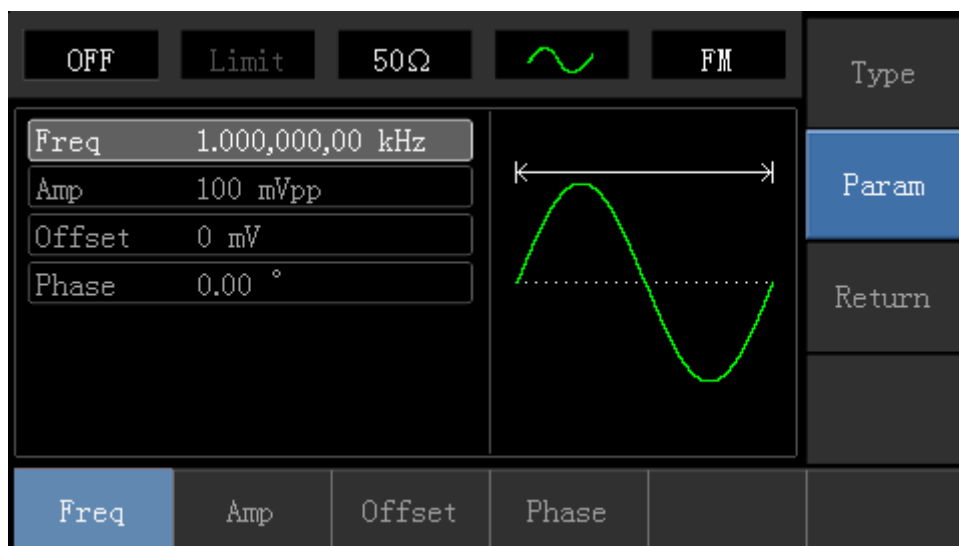 OFF Limit 50Ω FM
Type
Freq 1.000,000,00 kHz
Amp 100 mVpp
Param
Offset 0 mV
Phase 0.00 °
Return
Freq Amp Offset Phase